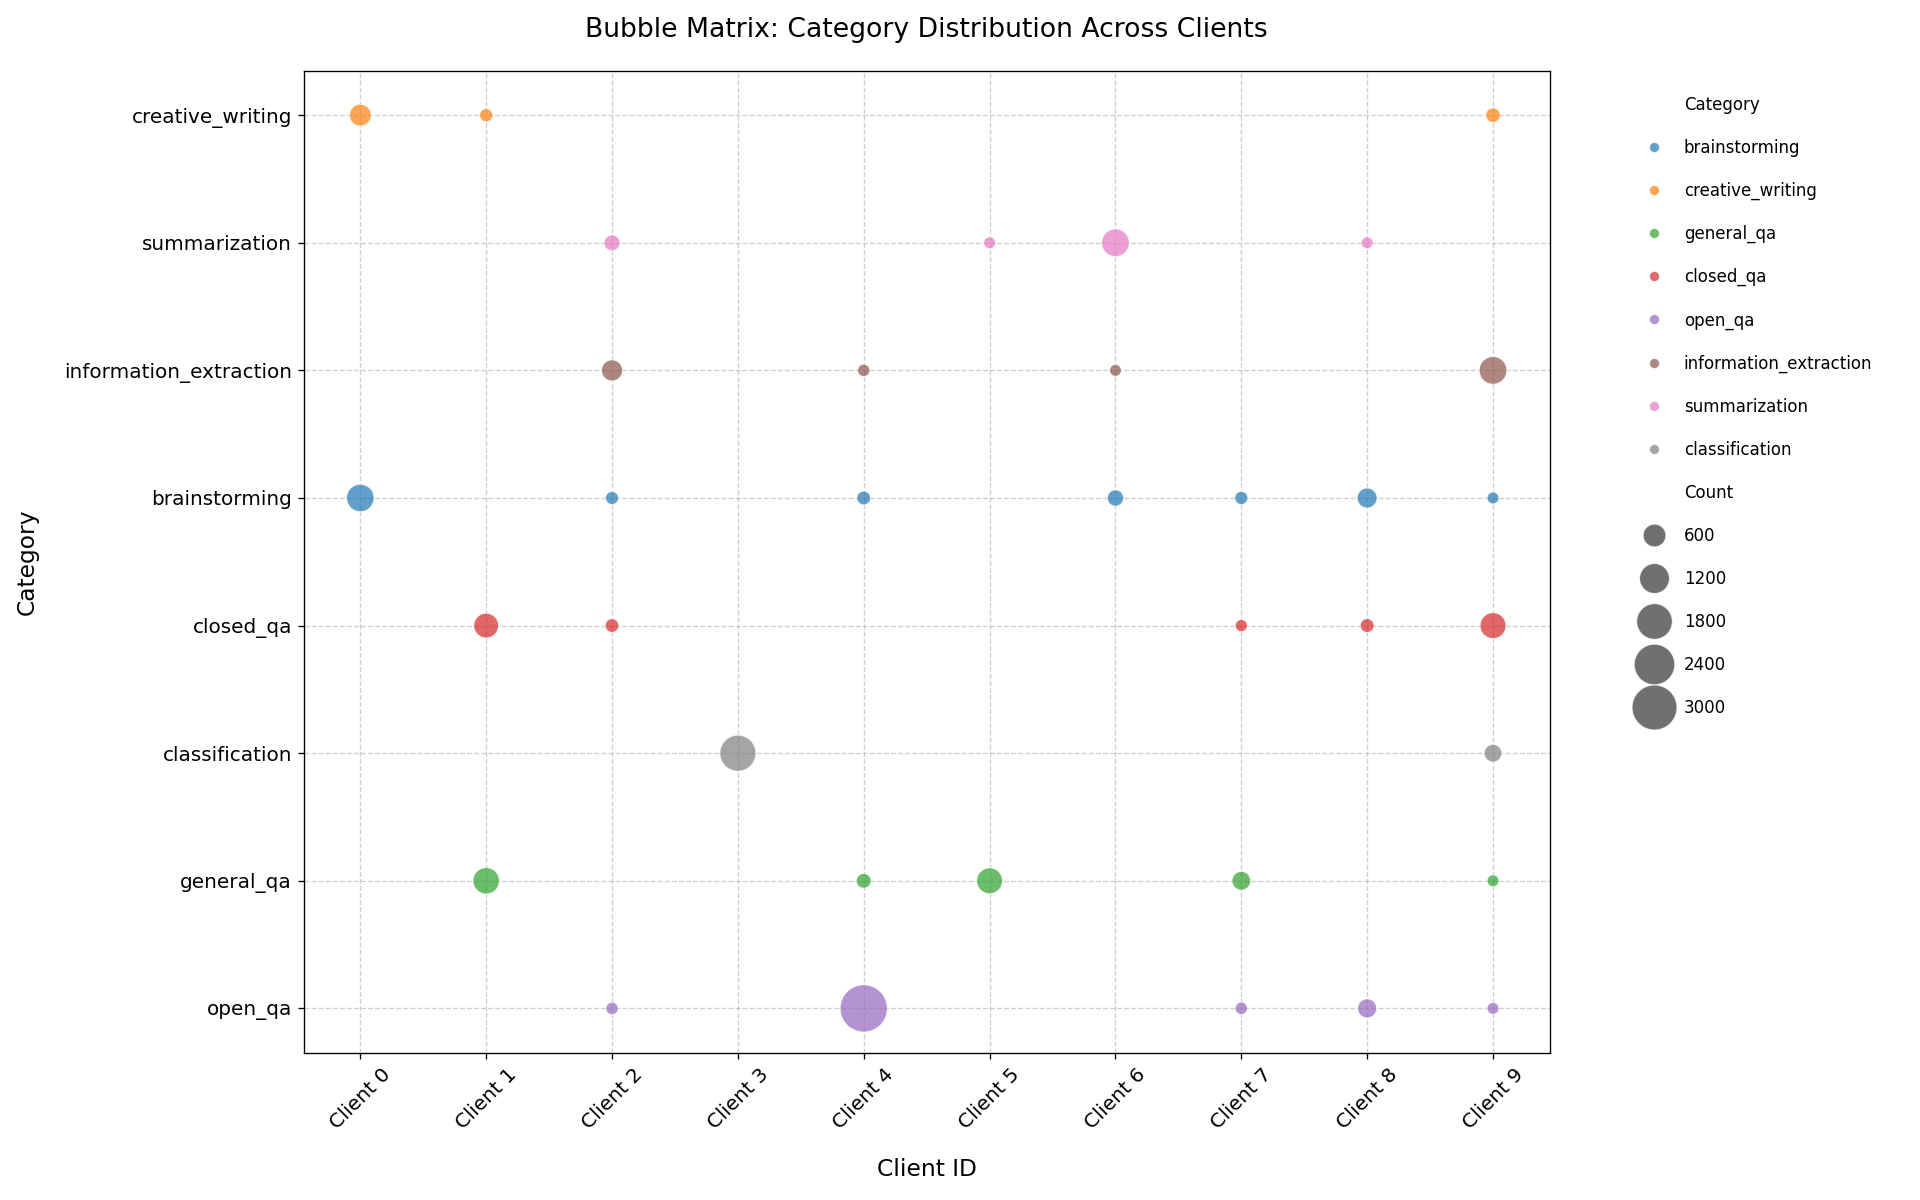 Bubble Matrix: Category Distribution Across Clients
Category
creative_writing
summarization
information_extraction
brainstorming
closed_qa
classification
general_qa
open_qa
Client 0
Client 1
Client 2
Client 3
Client 4
Client 5
Client 6
Client 7
Client 8
Client 9
Client ID
Category
brainstorming
creative_writing
general_qa
closed_qa
open_qa
information_extraction
summarization
classification
Count
600
1200
1800
2400
3000